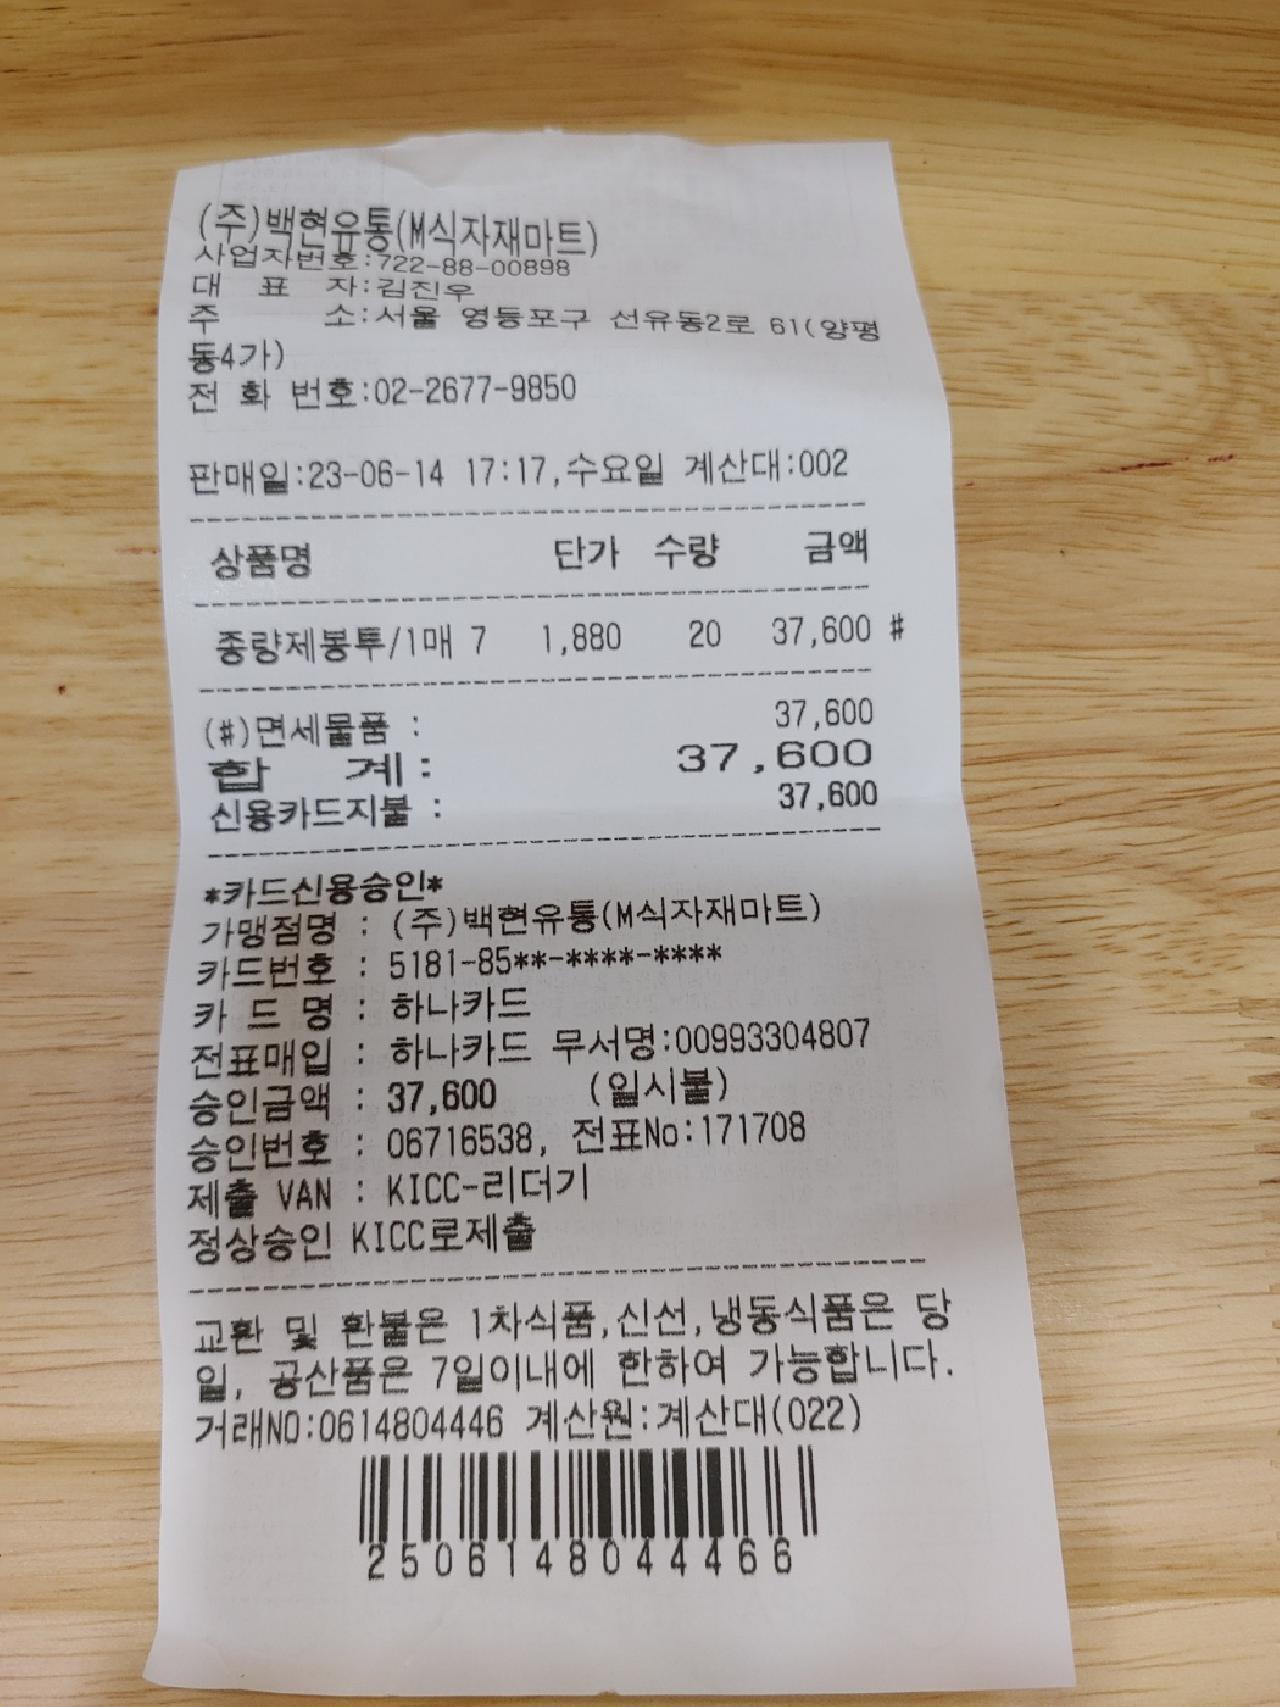 (주)백현유통(M식자재마트)
사업자번호:722-88-00898
대 표 자:김진우
주 소:서울 영등포구 선유동2로 61(양평
동4가)
전 화 번호:02-2677-9850
판매일:23-06-14 17:17,수요일 계산대:002
상품명 단가 수량 금액
종량제봉투/1매 7 1,880 20 37,600 #
(#)면세물품 : 37,600
합 계: 37,600
신용카드지불 : 37,600
*카드신용승인*
가맹점명 : (주)백현유통(M식자재마트)
카드번호 : 5181-85**-****-****
카 드 명 : 하나카드
전표매입 : 하나카드 무서명:00993304807
승인금액 : 37,600 (일시불)
승인번호 : 06716538, 전표No:171708
제출 VAN : KICC-리더기
정상승인 KICC로제출
교환 및 환불은 1차식품,신선,냉동식품은 당
일, 공산품은 7일이내에 한하여 가능합니다.
거래NO:0614804446 계산원:계산대(022)
2506148044466